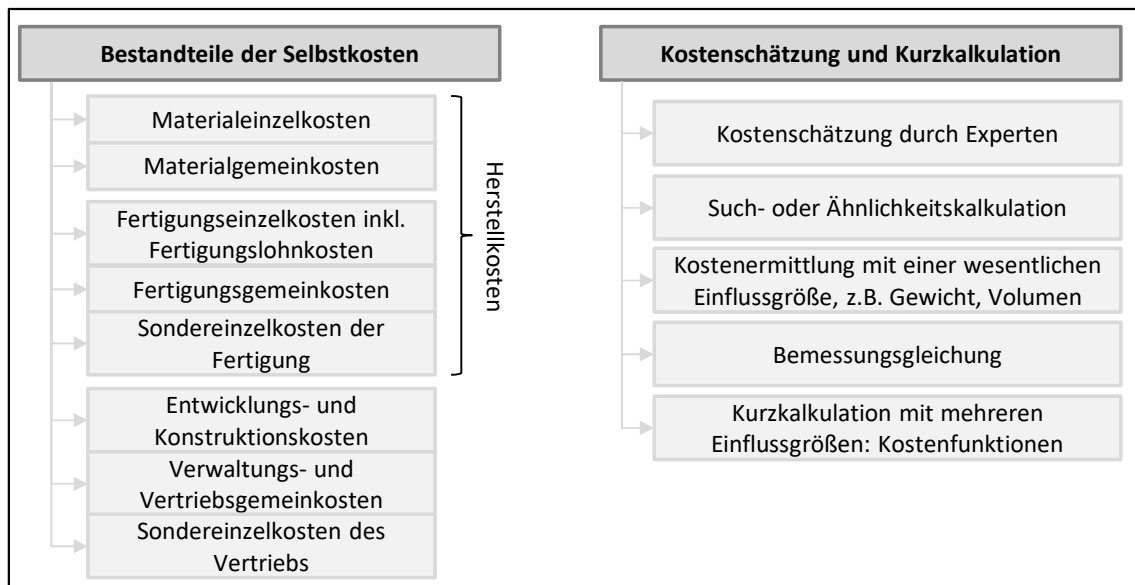 Bestandteile der Selbstkosten
Materialeinzelkosten
Materialgemeinkosten
Fertigungseinzelkosten inkl.
Fertigungslohnkosten
Fertigungsgemeinkosten
Sondereinzelkosten der
Fertigung
Herstellkosten
Entwicklungs- und
Konstruktionskosten
Verwaltungs- und
Vertriebsgemeinkosten
Sondereinzelkosten des
Vertriebs
Kostenschätzung und Kurzkalkulation
Kostenschätzung durch Experten
Such- oder Ähnlichkeitskalkulation
Kostenermittlung mit einer wesentlichen
Einflussgröße, z.B. Gewicht, Volumen
Bemessungsgleichung
Kurzkalkulation mit mehreren
Einflussgrößen: Kostenfunktionen